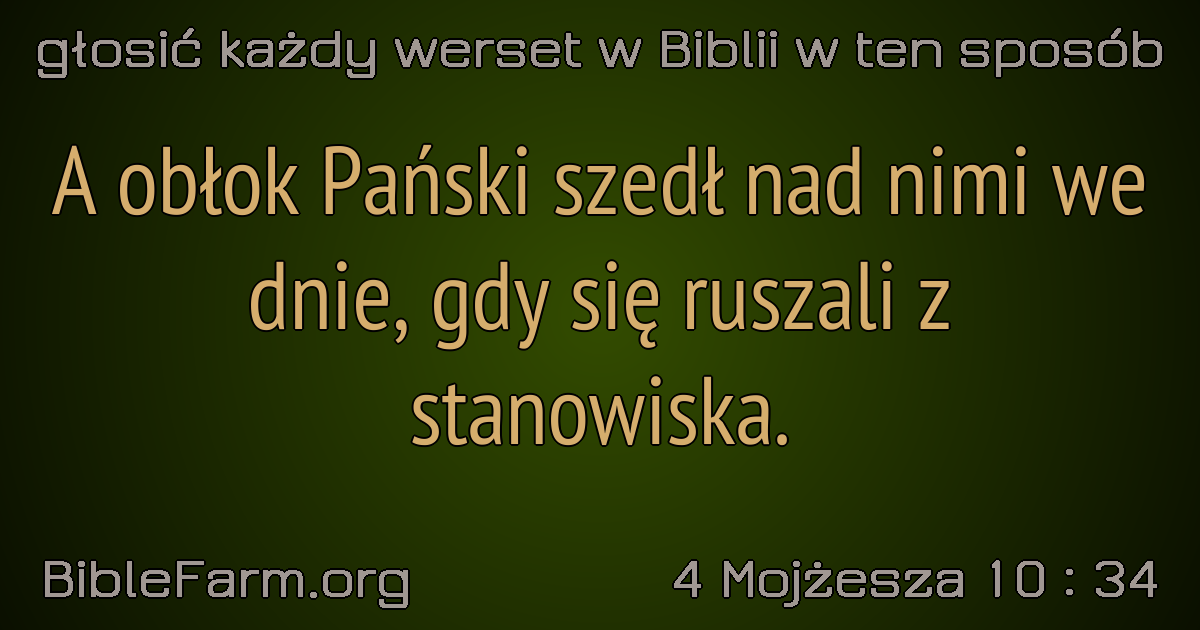 głosić każdy werset w Biblii w ten sposób
A obłok Pański szedł nad nimi we
dnie, gdy się ruszali z
stanowiska.
BibleFarm.org
4 Mojżesza 10 : 34